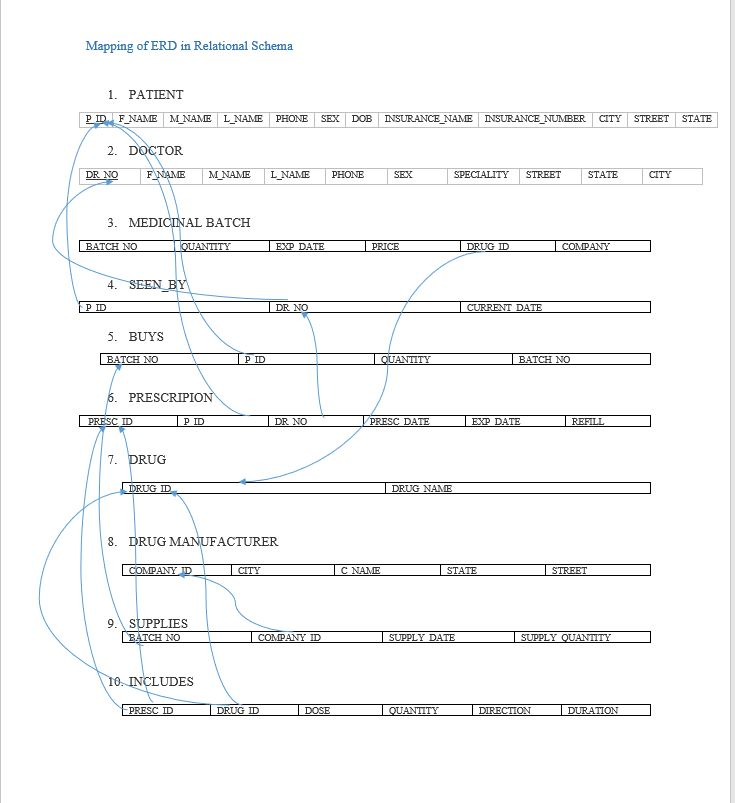 Mapping of ERD in Relational Schema
1. PATIENT
P_ID F_NAME M_NAME L_NAME PHONE SEX DOB INSURANCE_NAME INSURANCE_NUMBER CITY STREET STATE
2. DOCTOR
DR_NO F_NAME M_NAME L_NAME PHONE SEX SPECIALITY STREET STATE CITY
3. MEDICINAL BATCH
BATCH NO QUANTITY EXP DATE PRICE DRUG ID COMPANY
4. SEEN_BY
P ID DR NO CURRENT DATE
5. BUYS
BATCH NO P ID QUANTITY BATCH NO
6. PRESCRIPION
PRESC ID P ID DR NO PRESC DATE EXP DATE REFILL
7. DRUG
DRUG ID DRUG NAME
8. DRUG MANUFACTURER
COMPANY ID CITY C NAME STATE STREET
9. SUPPLIES
BATCH NO COMPANY ID SUPPLY DATE SUPPLY QUANTITY
10. INCLUDES
PRESC ID DRUG ID DOSE QUANTITY DIRECTION DURATION